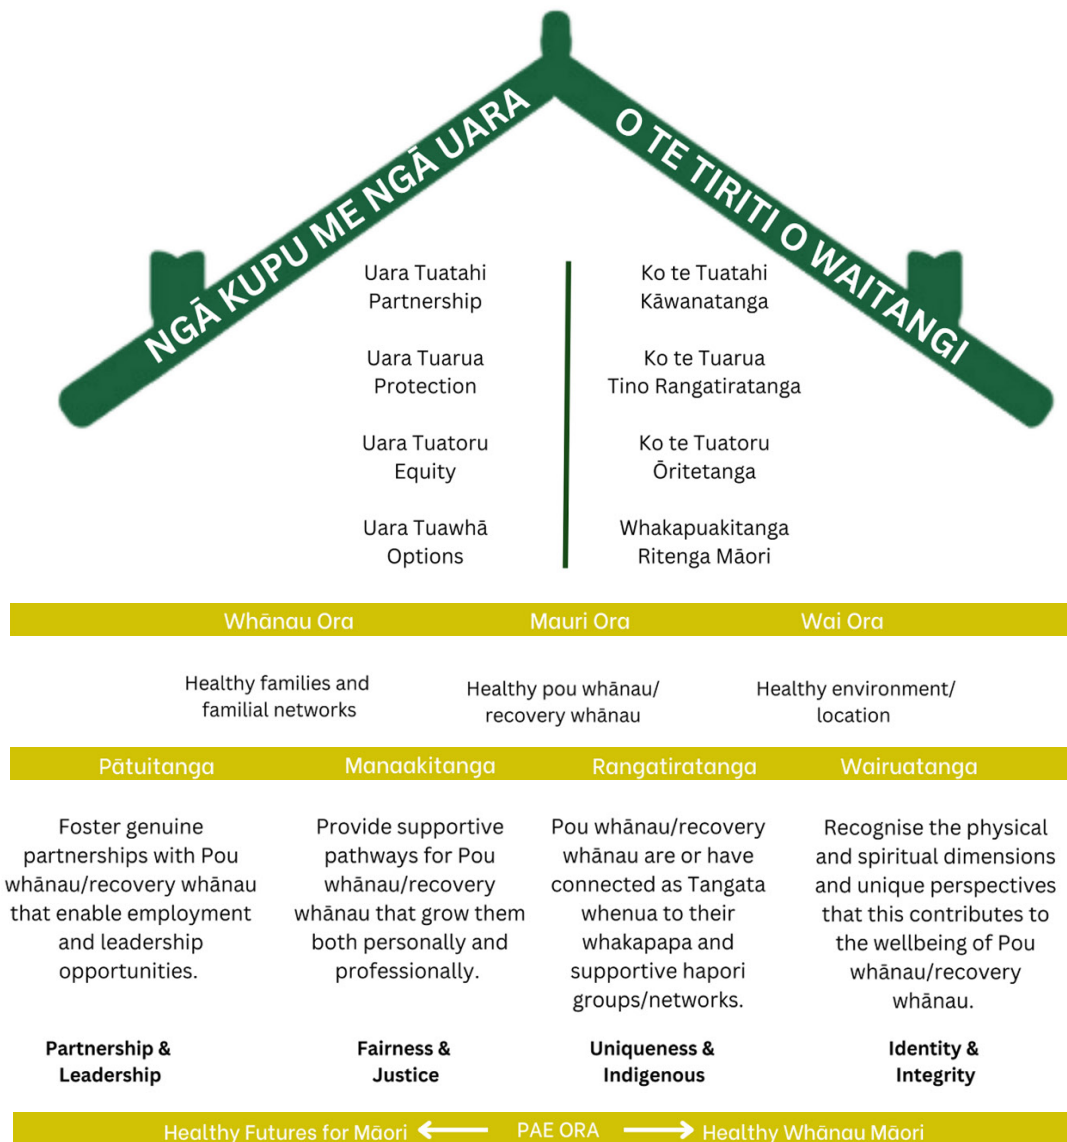 NGĀ KUPU ME NGĀ UARA
O TE TIRITI O WAITANGI
Uara Tuatahi
Partnership
Uara Tuarua
Protection
Uara Tuatoru
Equity
Uara Tuawhā
Options
Ko te Tuatahi
Kāwanatanga
Ko te Tuarua
Tino Rangatiratanga
Ko te Tuatoru
Ōritetanga
Whakapuakitanga
Ritenga Māori
Whānau Ora
Mauri Ora
Wai Ora
Healthy families and
familial networks
Healthy pou whānau/
recovery whānau
Healthy environment/
location
Pātuitanga
Manaakitanga
Rangatiratanga
Wairuatanga
Foster genuine
partnerships with Pou
whānau/recovery whānau
that enable employment
and leadership
opportunities.
Provide supportive
pathways for Pou
whānau/recovery
whānau that grow them
both personally and
professionally.
Pou whānau/recovery
whānau are or have
connected as Tangata
whenua to their
whakapapa and
supportive hapori
groups/networks.
Recognise the physical
and spiritual dimensions
and unique perspectives
that this contributes to
the wellbeing of Pou
whānau/recovery
whānau.
Partnership &
Leadership
Fairness &
Justice
Uniqueness &
Indigenous
Identity &
Integrity
Healthy Futures for Māori
PAE ORA
Healthy Whānau Māori